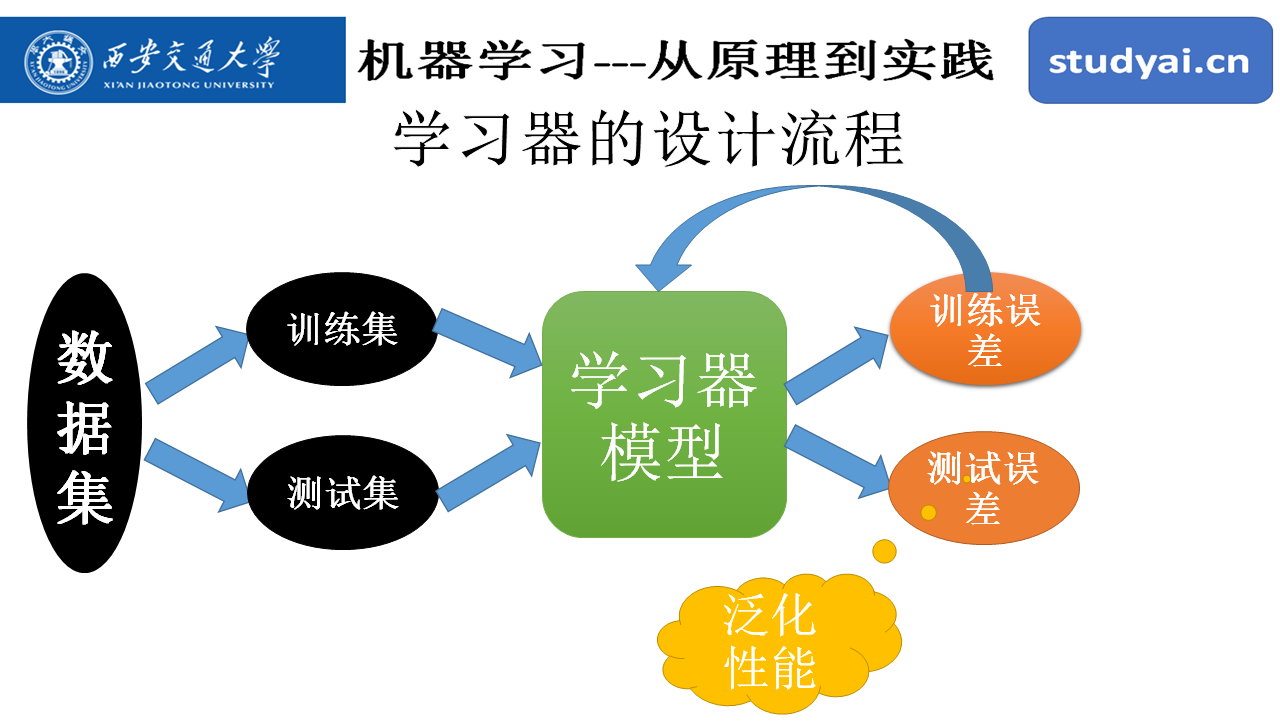 西安交通大学
XI'AN JIAOTONG UNIVERSITY
机器学习---从原理到实践
studyai.cn
学习器的设计流程
数
据
集
训练集
测试集
学习器
模型
训练误
差
测试误
差
泛化
性能